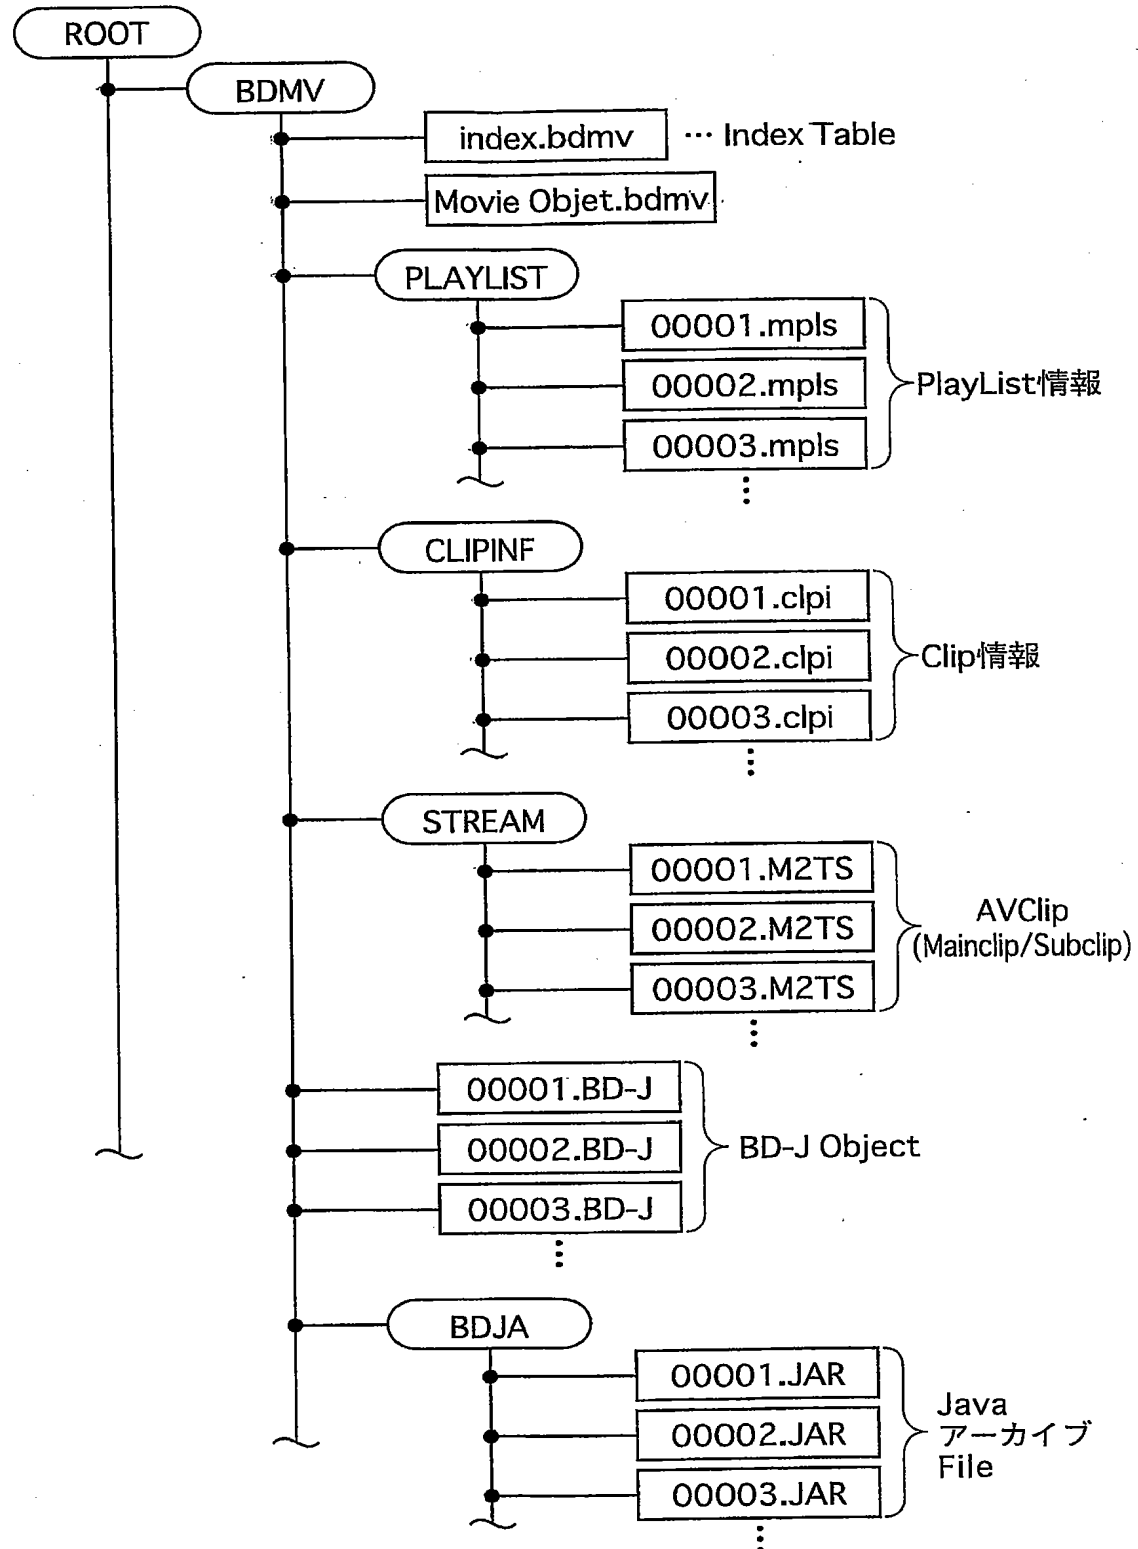 ROOT
BDMV
index.bdmv … Index Table
Movie Objet.bdmv
PLAYLIST
00001.mpls
00002.mpls
PlayList情報
00003.mpls
CLIPINF
00001.clpi
00002.clpi
Clip情報
00003.clpi
STREAM
00001.M2TS
00002.M2TS
AVClip
(Mainclip/Subclip)
00003.M2TS
00001.BD-J
00002.BD-J
BD-J Object
00003.BD-J
BDJA
00001.JAR
00002.JAR
Java
アーカイブ
File
00003.JAR